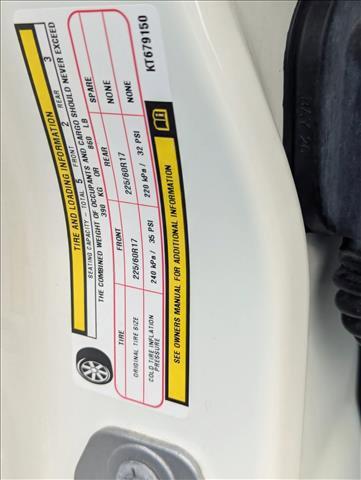 TIRE AND LOADING INFORMATION
SEATING CAPACITY - TOTAL 5 FRONT 2 REAR 3
THE COMBINED WEIGHT OF OCCUPANTS AND CARGO SHOULD NEVER EXCEED
390 KG OR 860 LB
TIRE FRONT REAR SPARE
ORIGINAL TIRE SIZE 225/60R17 225/60R17 NONE
COLD TIRE INFLATION PRESSURE 240 kPa / 35 PSI 220 kPa / 32 PSI NONE
SEE OWNERS MANUAL FOR ADDITIONAL INFORMATION
KT679150